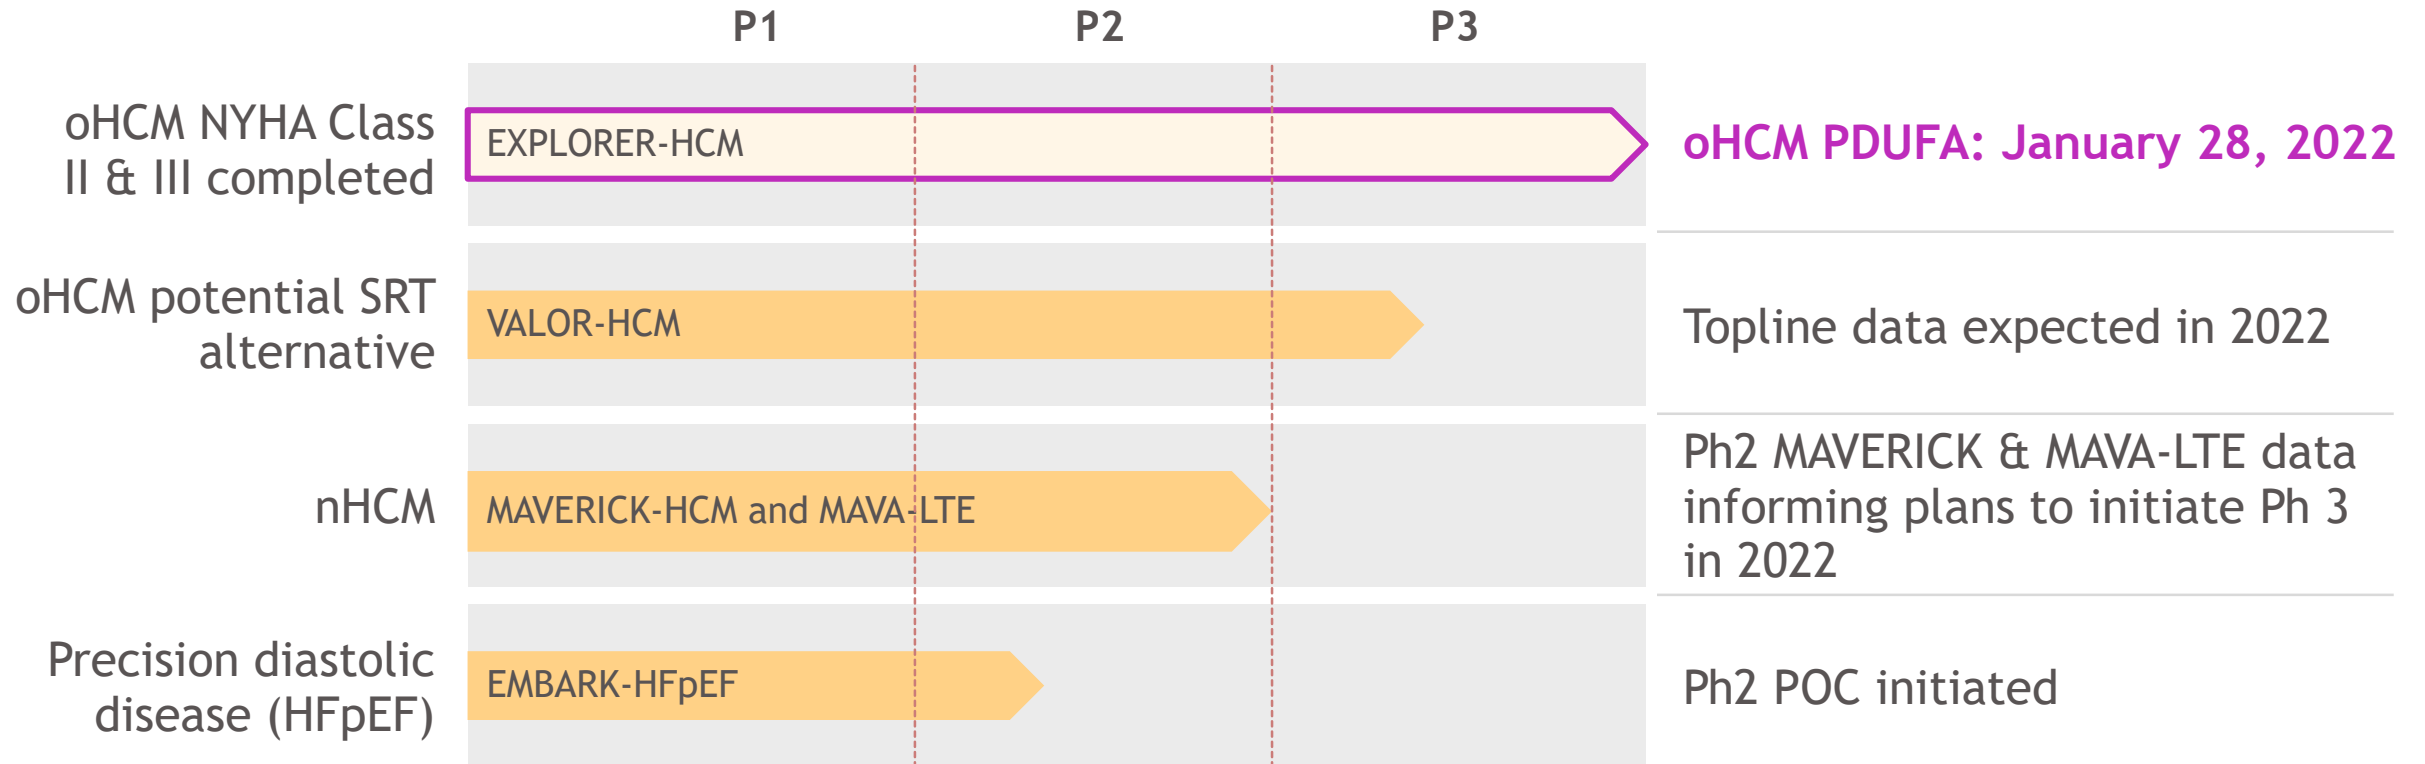 P1 P2 P3
oHCM NYHA Class
II & III completed
EXPLORER-HCM
oHCM PDUFA: January 28, 2022
oHCM potential SRT
alternative
VALOR-HCM
Topline data expected in 2022
nHCM
MAVERICK-HCM and MAVA-LTE
Ph2 MAVERICK & MAVA-LTE data
informing plans to initiate Ph 3
in 2022
Precision diastolic
disease (HFpEF)
EMBARK-HFpEF
Ph2 POC initiated